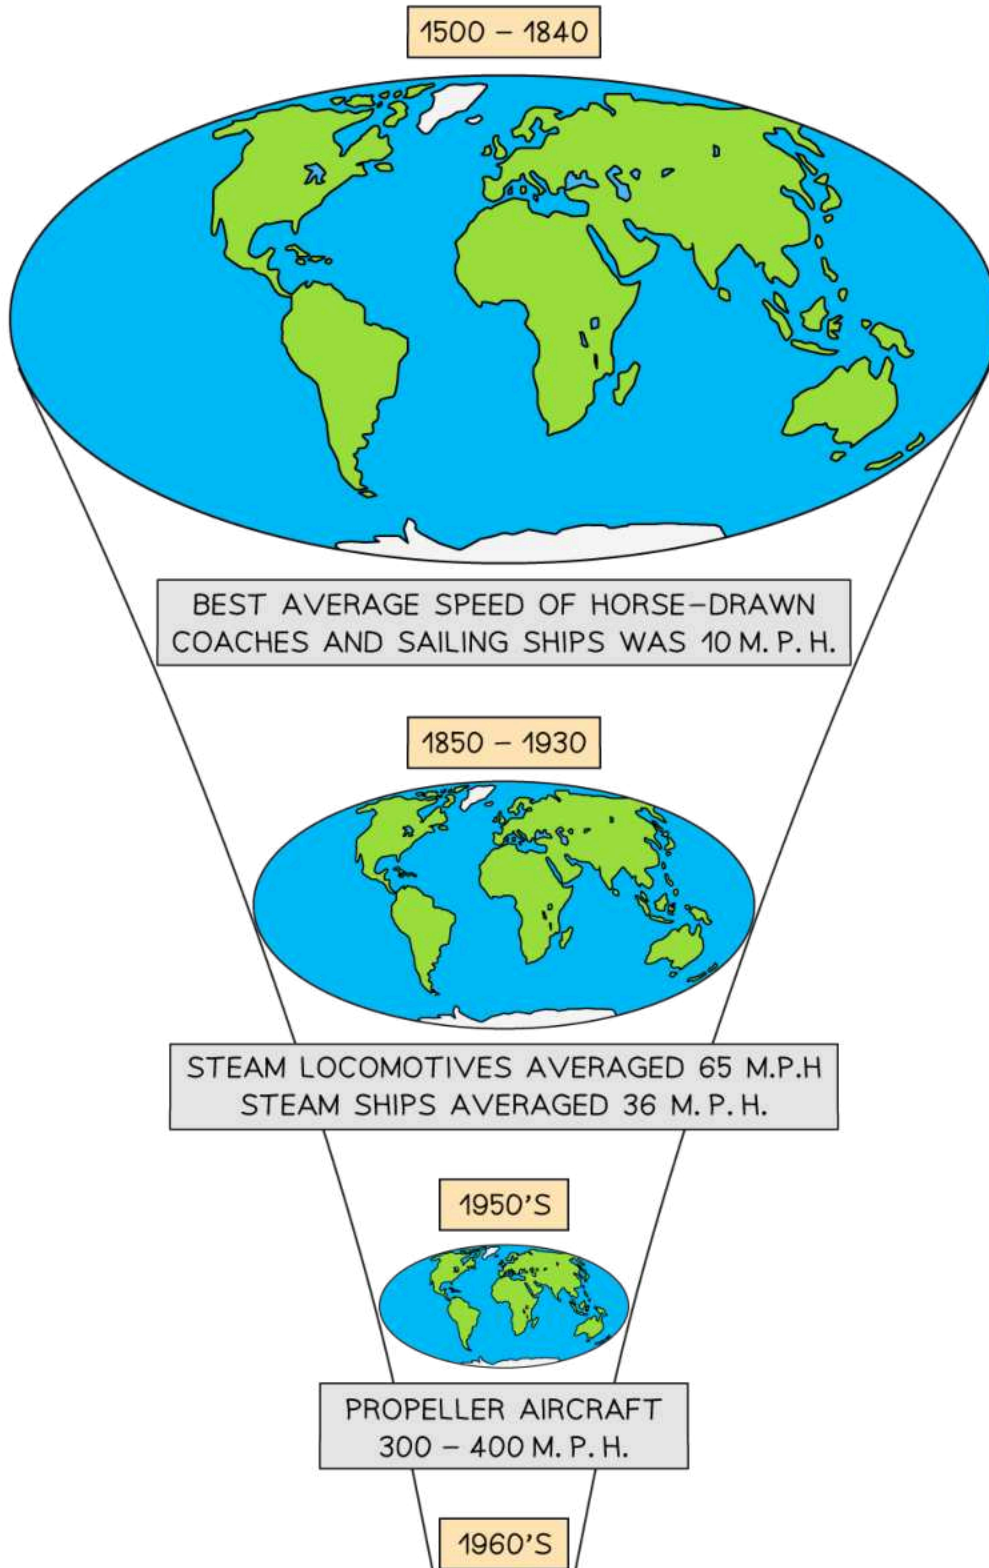 1500 – 1840
BEST AVERAGE SPEED OF HORSE–DRAWN
COACHES AND SAILING SHIPS WAS 10 M. P. H.
1850 – 1930
STEAM LOCOMOTIVES AVERAGED 65 M.P.H
STEAM SHIPS AVERAGED 36 M. P. H.
1950'S
PROPELLER AIRCRAFT
300 – 400 M. P. H.
1960'S